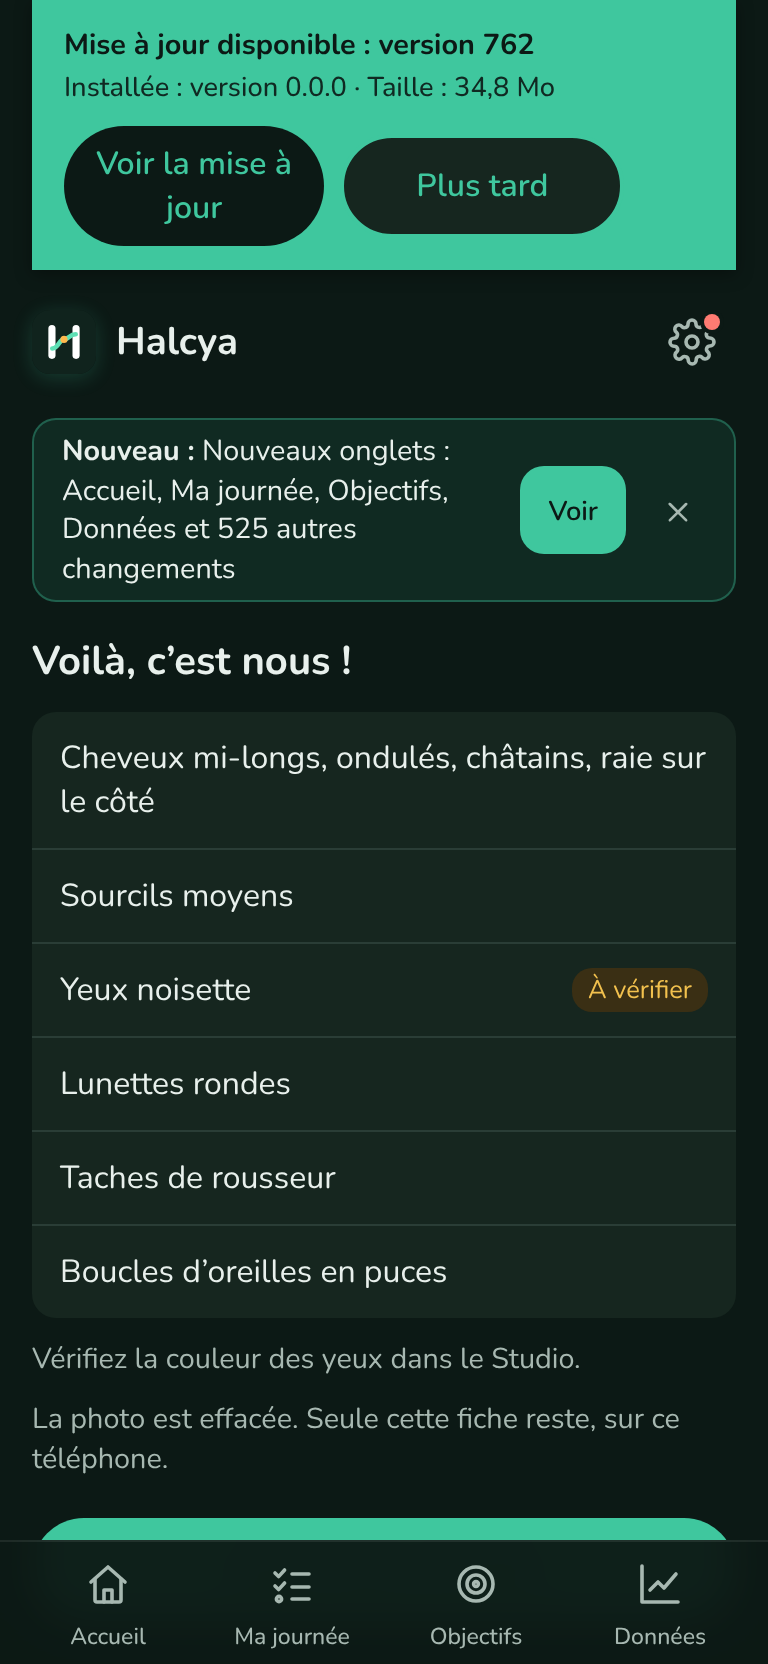 Mise à jour disponible : version 762
Installée : version 0.0.0 · Taille : 34,8 Mo
Voir la mise à
jour
Plus tard
Halcya
Nouveau : Nouveaux onglets :
Accueil, Ma journée, Objectifs,
Données et 525 autres
changements
Voir
Voilà, c’est nous !
Cheveux mi-longs, ondulés, châtains, raie sur
le côté
Sourcils moyens
Yeux noisette
À vérifier
Lunettes rondes
Taches de rousseur
Boucles d’oreilles en puces
Vérifiez la couleur des yeux dans le Studio.
La photo est effacée. Seule cette fiche reste, sur ce
téléphone.
Accueil
Ma journée
Objectifs
Données